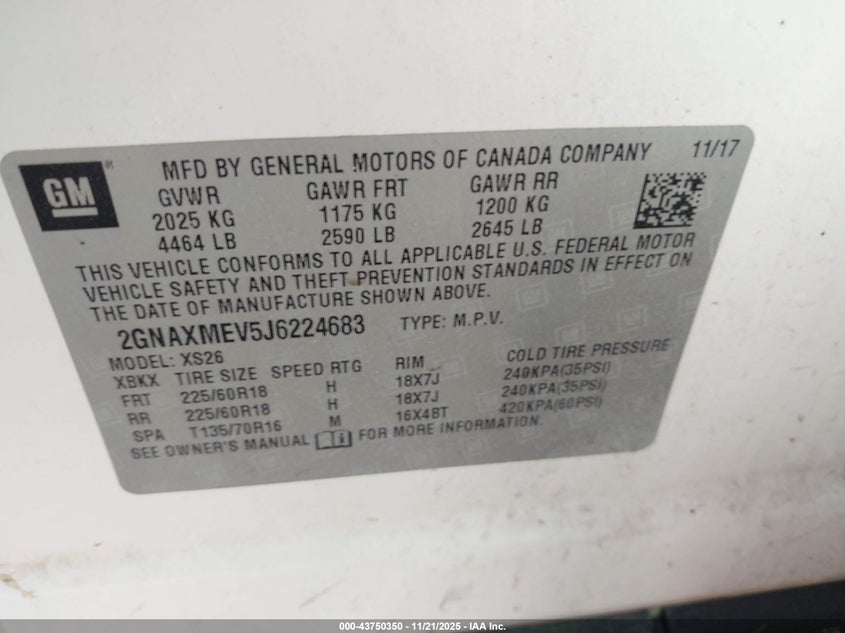 GM
MFD BY GENERAL MOTORS OF CANADA COMPANY 11/17
GVWR GAWR FRT GAWR RR
2025 KG 1175 KG 1200 KG
4464 LB 2590 LB 2645 LB
THIS VEHICLE CONFORMS TO ALL APPLICABLE U.S. FEDERAL MOTOR
VEHICLE SAFETY AND THEFT PREVENTION STANDARDS IN EFFECT ON
THE DATE OF MANUFACTURE SHOWN ABOVE.
2GNAXMEV5J6224683 TYPE: M.P.V.
MODEL: XS26
XBKX TIRE SIZE SPEED RTG RIM COLD TIRE PRESSURE
FRT 225/60R18 H 18X7J 240KPA(35PSI)
RR 225/60R18 H 18X7J 240KPA(35PSI)
SPA T135/70R16 M 16X4BT 420KPA(60PSI)
SEE OWNER'S MANUAL FOR MORE INFORMATION.
000-43750350 - 11/21/2025 - IAA Inc.